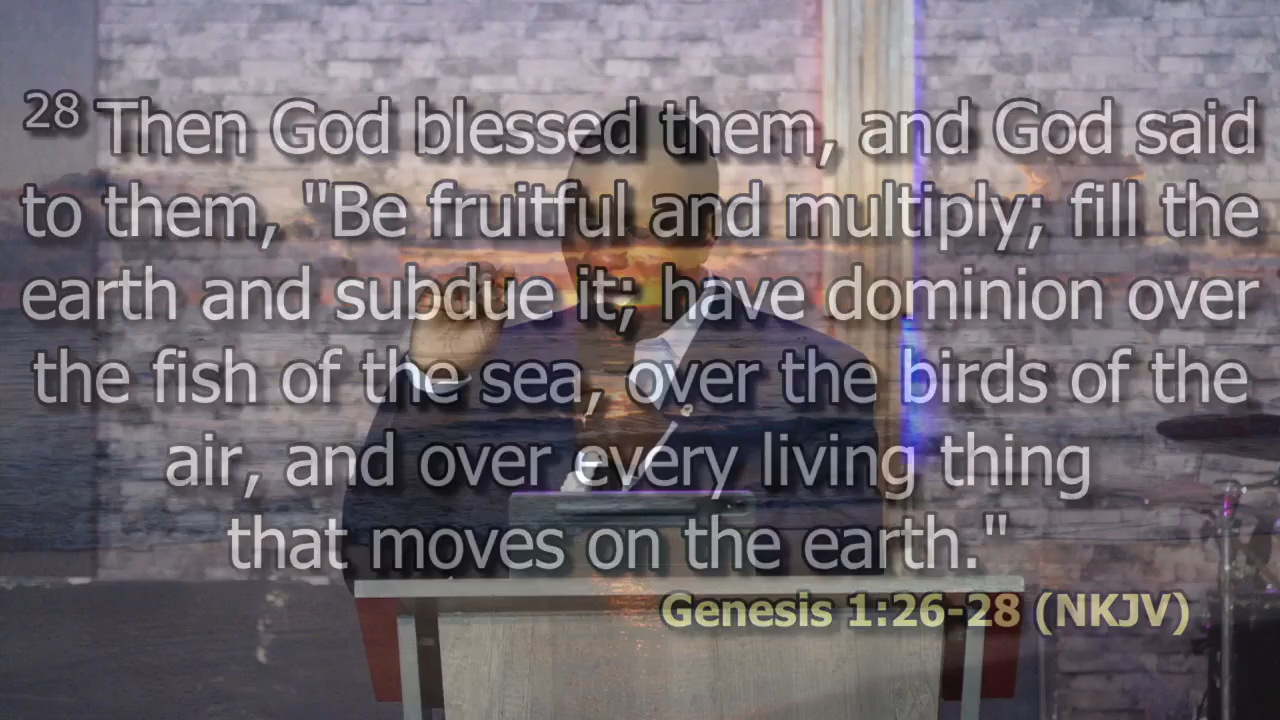 28 Then God blessed them, and God said
to them, "Be fruitful and multiply; fill the
earth and subdue it; have dominion over
the fish of the sea, over the birds of the
air, and over every living thing
that moves on the earth."
Genesis 1:26-28 (NKJV)